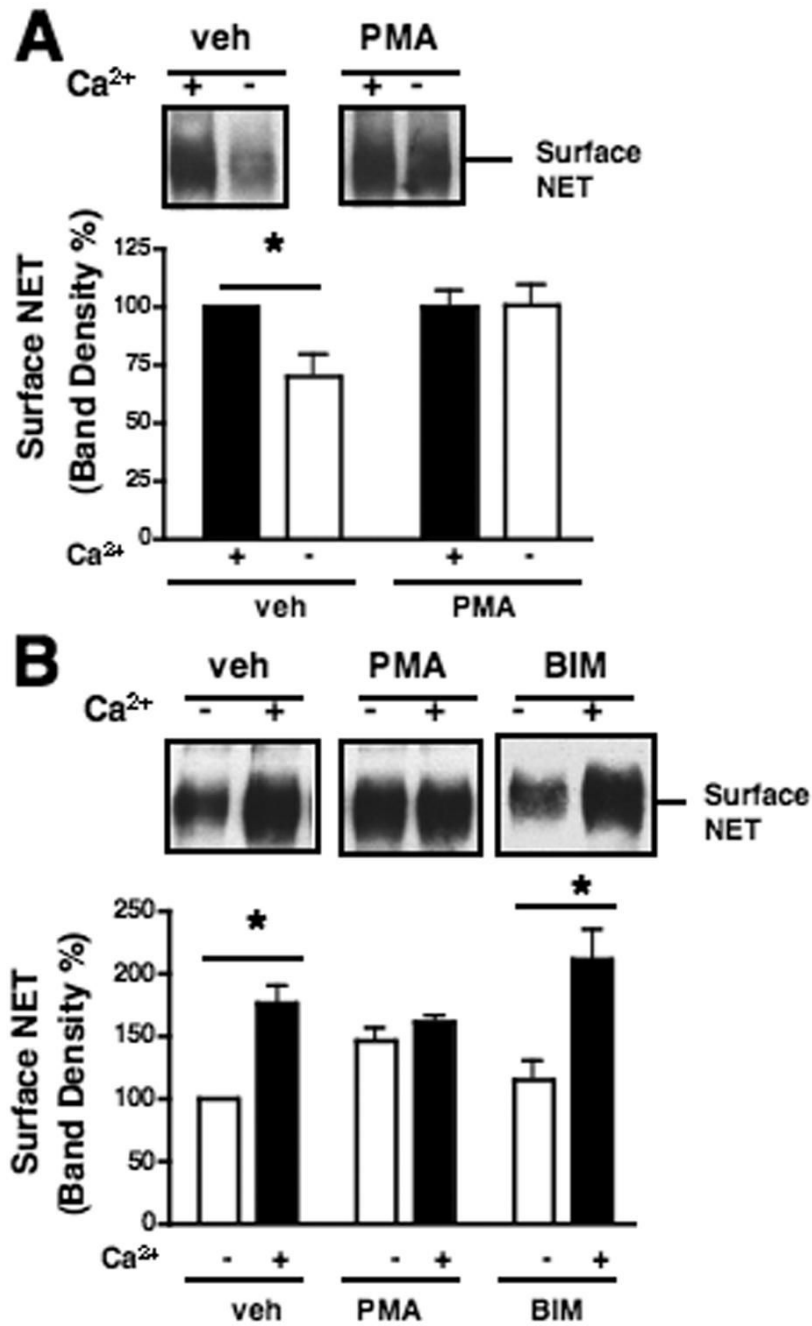 A
veh PMA
Ca2+ + - + -
Surface
NET
Surface NET
(Band Density %)
125
100
75
50
25
0
*
Ca2+ + - + -
veh PMA
B
veh PMA BIM
Ca2+ - + - + - +
Surface
NET
Surface NET
(Band Density %)
250
200
150
100
50
0
* *
Ca2+ - + - + - +
veh PMA BIM